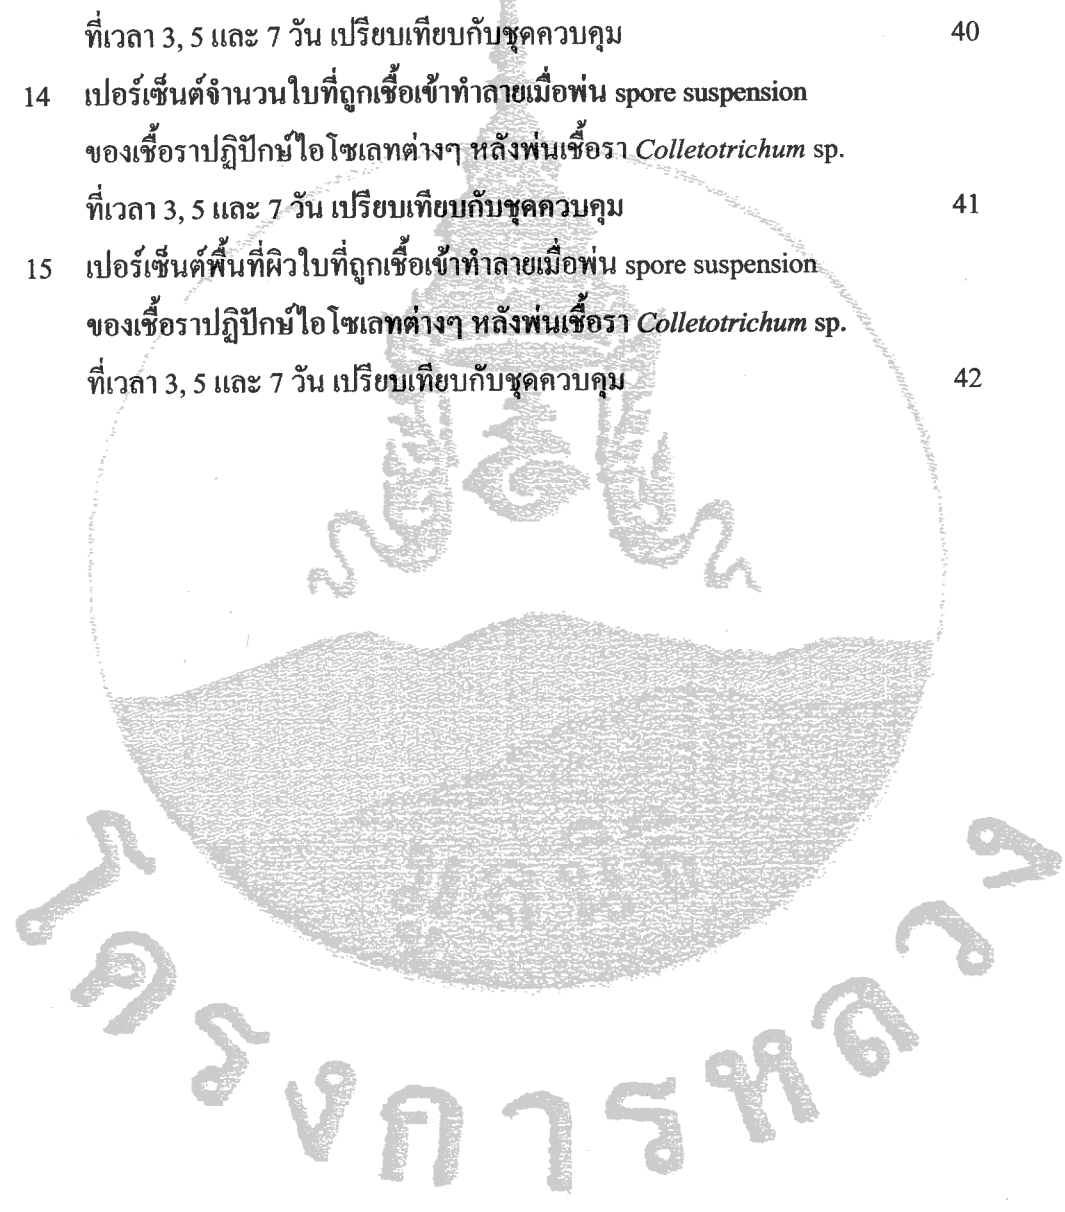 ที่เวลา 3, 5 และ 7 วัน เปรียบเทียบกับชุดควบคุม 40
14 เปอร์เซ็นต์จำนวนใบที่ถูกเชื้อเข้าทำลายเมื่อพ่น spore suspension
ของเชื้อราปฏิปักษ์ไอโซเลทต่างๆ หลังพ่นเชื้อรา Colletotrichum sp.
ที่เวลา 3, 5 และ 7 วัน เปรียบเทียบกับชุดควบคุม 41
15 เปอร์เซ็นต์พื้นที่ผิวใบที่ถูกเชื้อเข้าทำลายเมื่อพ่น spore suspension
ของเชื้อราปฏิปักษ์ไอโซเลทต่างๆ หลังพ่นเชื้อรา Colletotrichum sp.
ที่เวลา 3, 5 และ 7 วัน เปรียบเทียบกับชุดควบคุม 42
มูลนิธิ
โครงการหลวง